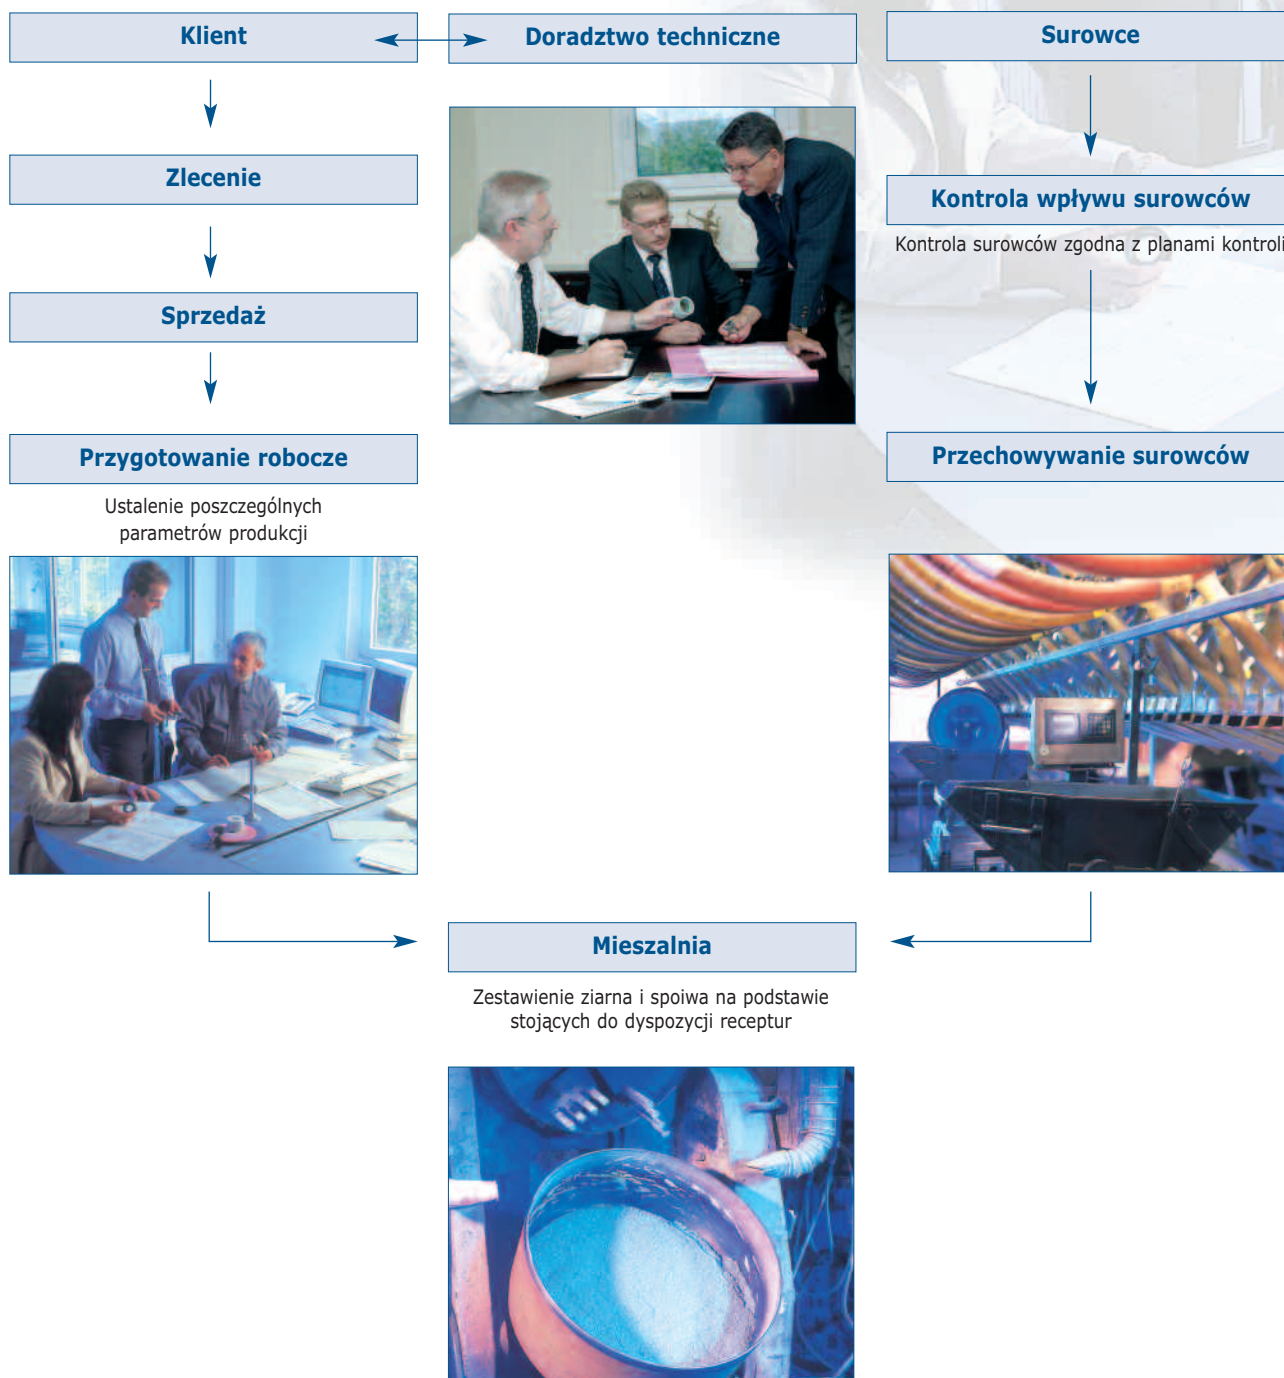 Klient
Doradztwo techniczne
Surowce
Zlecenie
Kontrola wpływu surowców
Kontrola surowców zgodna z planami kontroli
Sprzedaż
Przygotowanie robocze
Ustalenie poszczególnych
parametrów produkcji
Przechowywanie surowców
Mieszalnia
Zestawienie ziarna i spoiwa na podstawie
stojących do dyspozycji receptur